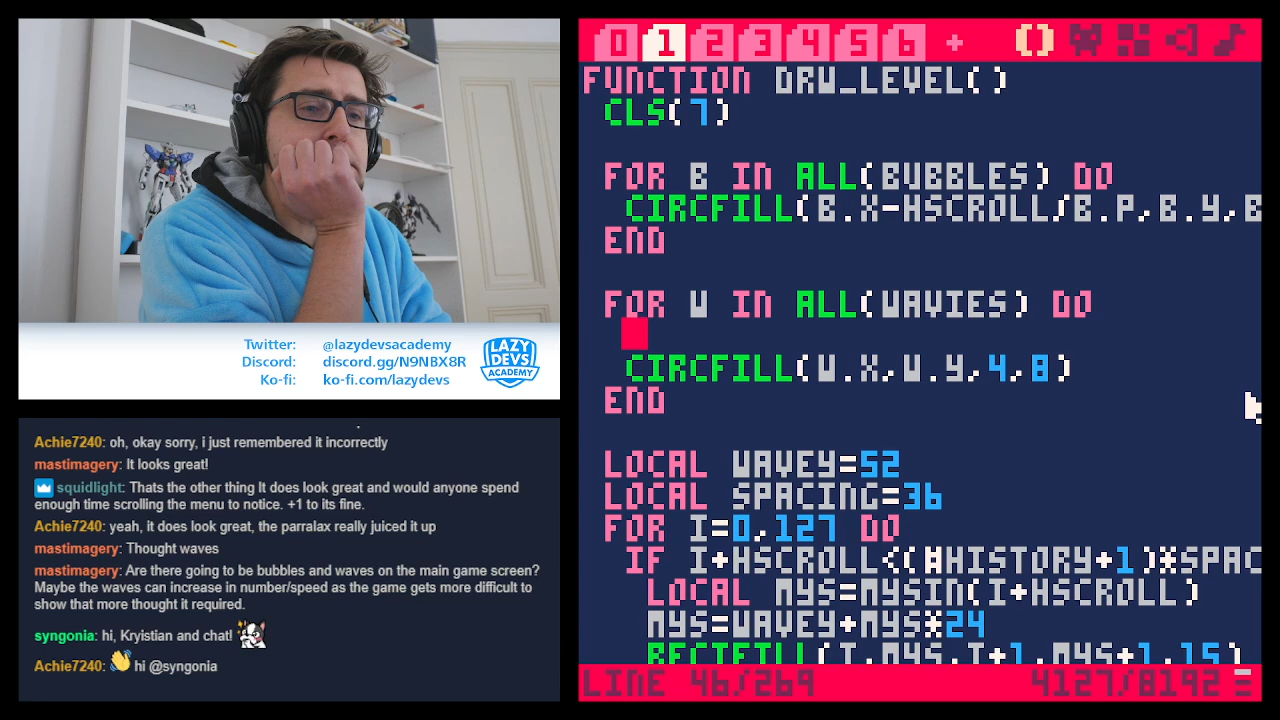 Twitter: @lazydevsacademy
Discord: discord.gg/N9NBX8R
Ko-fi: ko-fi.com/lazydevs
LAZY
DEVS
ACADEMY
Achie7240: oh, okay sorry, i just remembered it incorrectly
mastimagery: It looks great!
squidlight: Thats the other thing It does look great and would anyone spend
enough time scrolling the menu to notice. +1 to its fine.
Achie7240: yeah, it does look great, the parralax really juiced it up
mastimagery: Thought waves
mastimagery: Are there going to be bubbles and waves on the main game screen?
Maybe the waves can increase in number/speed as the game gets more difficult to
show that more thought it required.
syngonia: hi, Kryistian and chat!
Achie7240: 👋 hi @syngonia
0 1 2 3 4 5 6 + ()
FUNCTION DRW_LEVEL()
CLS(7)
FOR B IN ALL(BUBBLES) DO
CIRCFILL(B.X-HSCROLL/B.P,B.Y,B
END
FOR W IN ALL(WAVIES) DO
CIRCFILL(W.X,W.Y,4,8)
END
LOCAL WAVEY=52
LOCAL SPACING=36
FOR I=0,127 DO
IF I+HSCROLL<(#HISTORY+1)*SPAC
LOCAL MYS=MYSIN(I+HSCROLL)
MYS=WAVEY+MYS*24
RECTFILL(I,MYS,I+1,MYS+1,15)
LINE 46/269 4127/8192